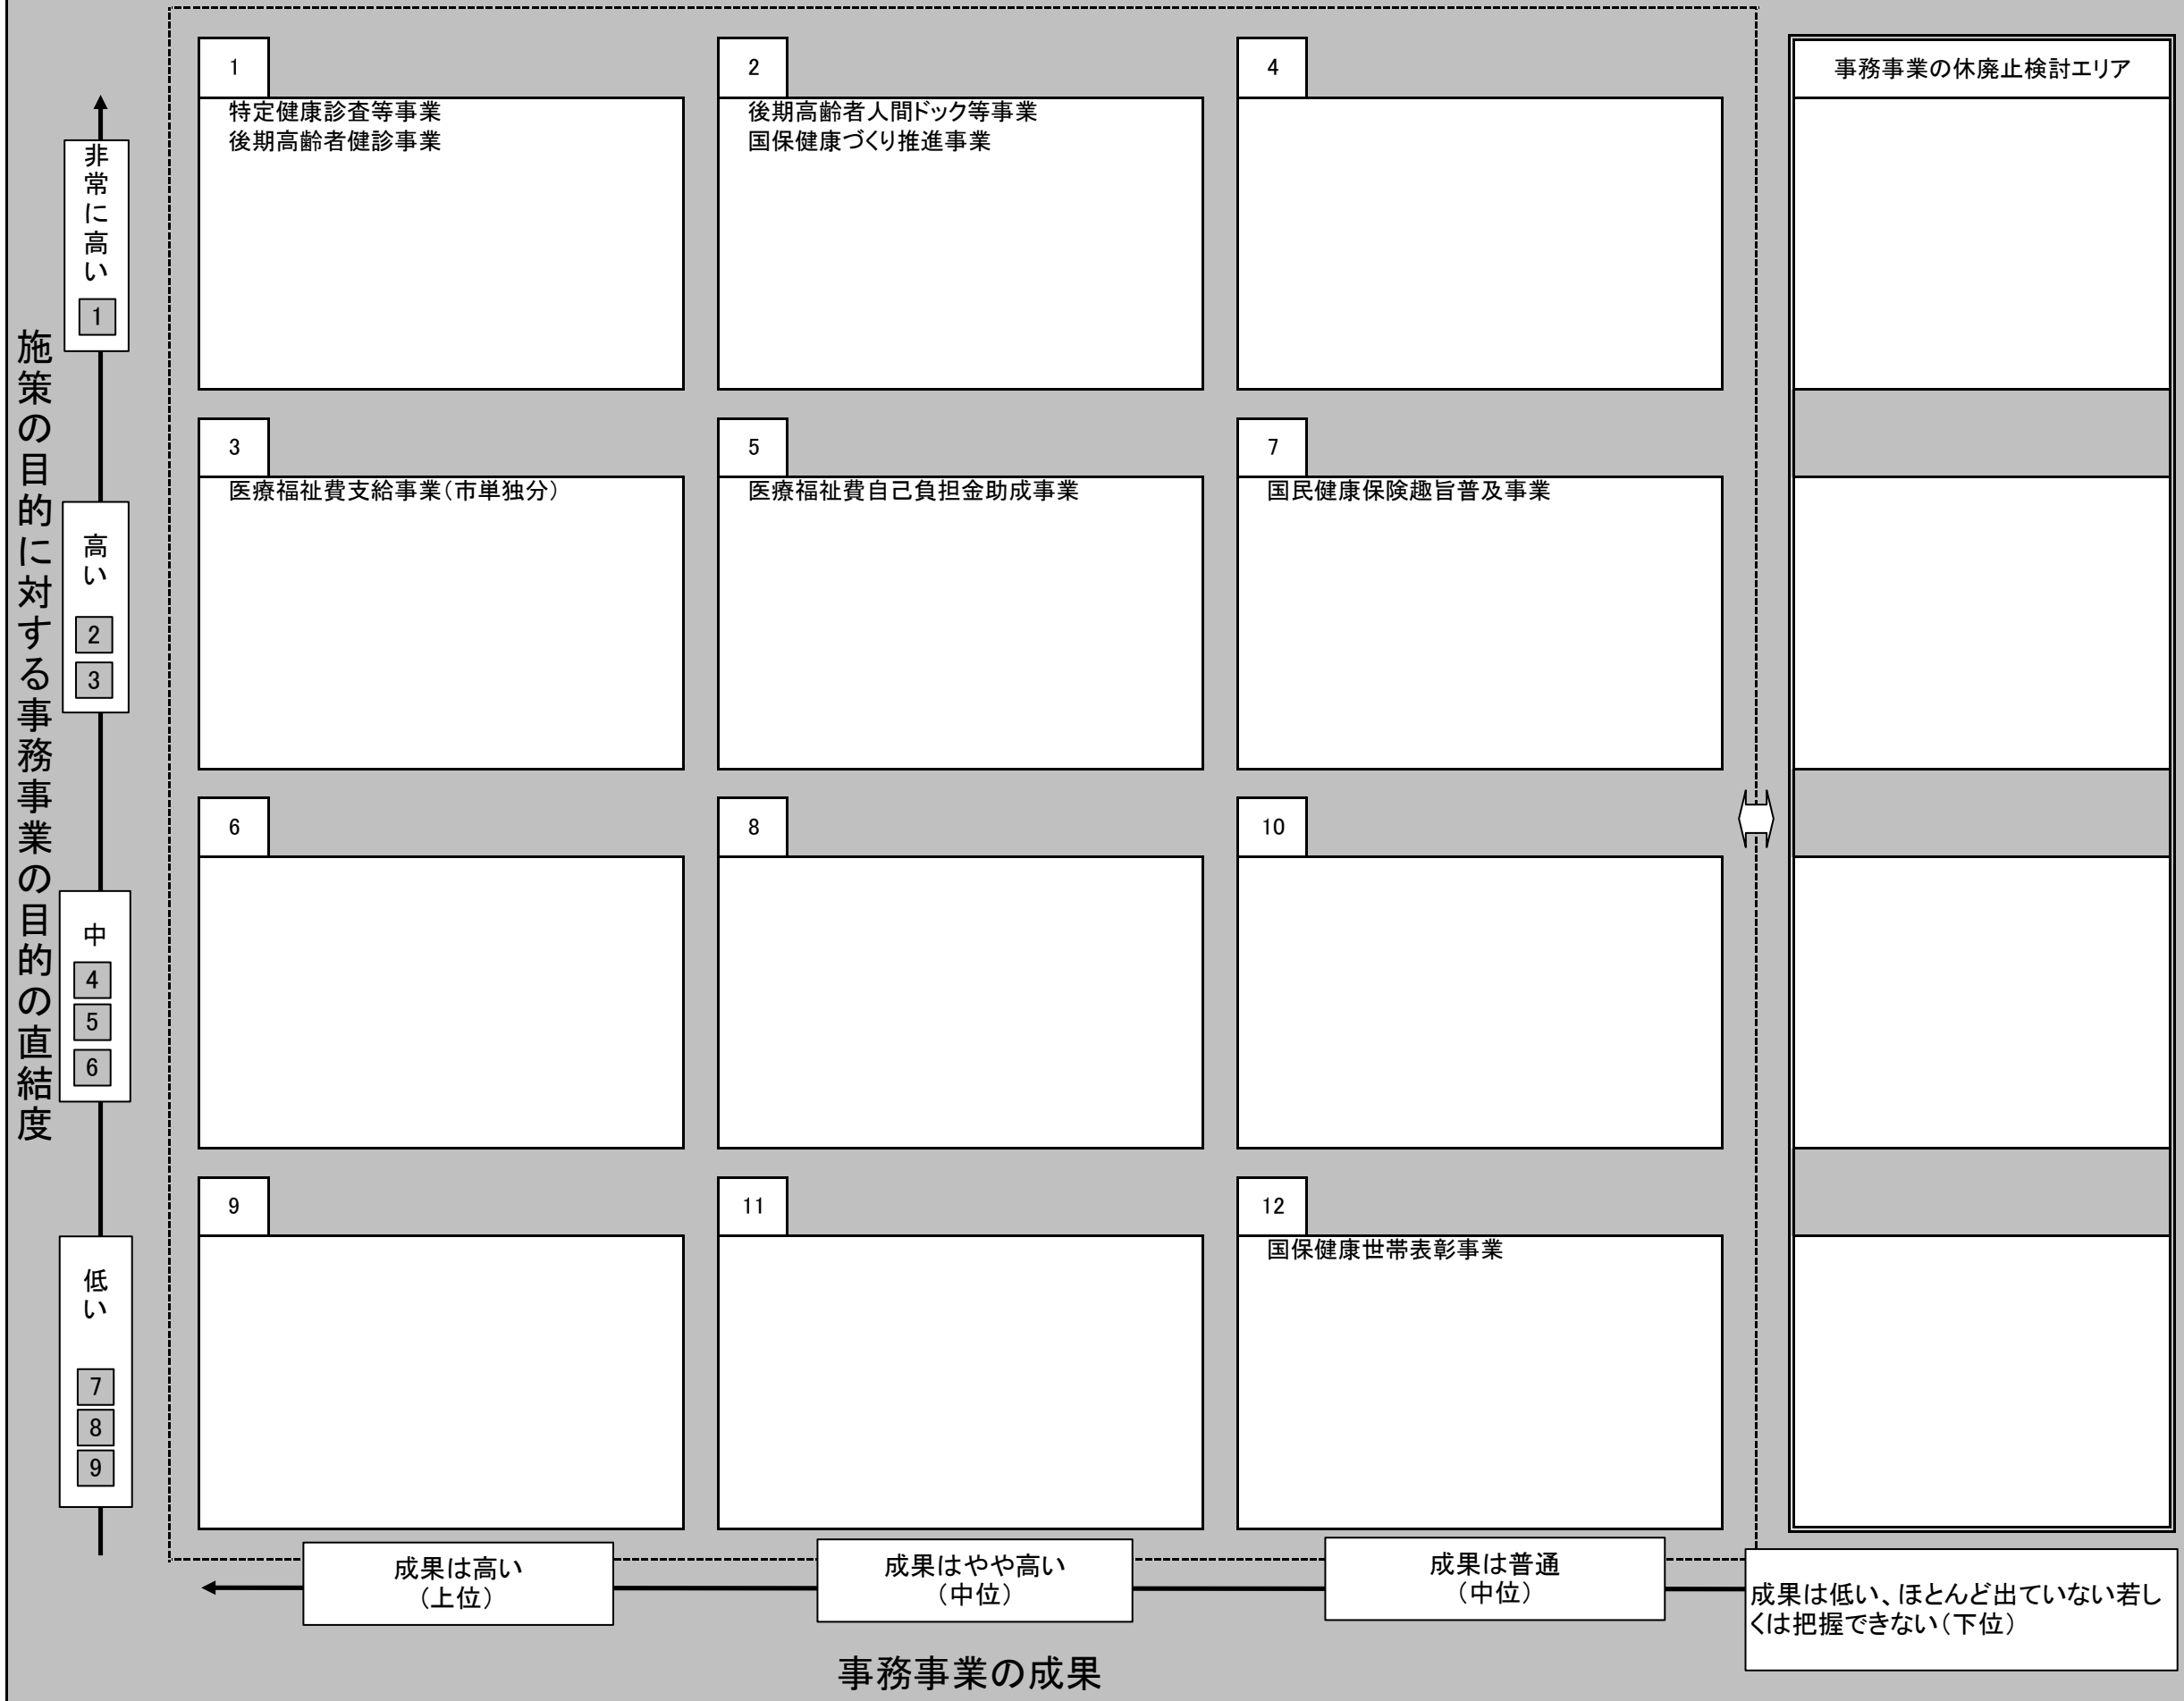 施策の目的に対する事務事業の目的の直結度
非常に高い
1
高い
2
3
中
4
5
6
低い
7
8
9
1
特定健康診査等事業
後期高齢者健診事業
2
後期高齢者人間ドック等事業
国保健康づくり推進事業
4
事務事業の休廃止検討エリア
3
医療福祉費支給事業（市単独分）
5
医療福祉費自己負担金助成事業
7
国民健康保険趣旨普及事業
6
8
10
9
11
12
国保健康世帯表彰事業
成果は高い
（上位）
成果はやや高い
（中位）
成果は普通
（中位）
成果は低い、ほとんど出ていない若し
くは把握できない（下位）
事務事業の成果